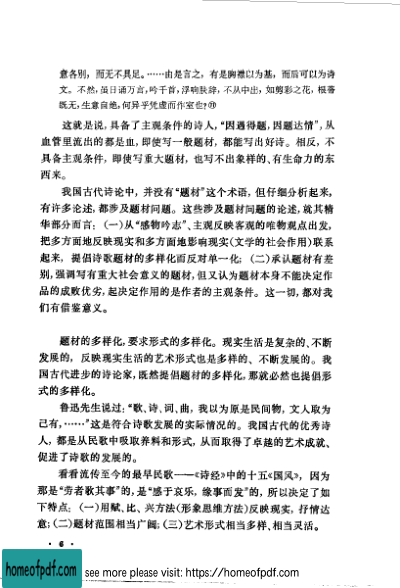 意各别，而无不具足。……由是言之，有是胸襟以为基，而后可以为诗
文。不然，虽日诵万言，吟千首，浮响肤辞，不从中出，如剪彩之花，根蒂
既无，生意自绝，何异乎凭虚而作室也？⑲
这就是说，具备了主观条件的诗人，“因遇得题，因题达情”，从
血管里流出的都是血，即使写一般题材，都能写出好诗。相反，不
具备主观条件，即使写重大题材，也写不出象样的、有生命力的东
西来。
我国古代诗论中，并没有“题材”这个术语，但仔细分析起来，
有许多论述，都涉及题材问题。这些涉及题材问题的论述，就其精
华部分而言：(一)从“感物吟志”、主观反映客观的唯物观点出发，
把多方面地反映现实和多方面地影响现实(文学的社会作用)联系
起来，提倡诗歌题材的多样化而反对单一化；(二)承认题材有差
别，强调写有重大社会意义的题材，但又认为题材本身不能决定作
品的成败优劣，起决定作用的是作者的主观条件。这一切，都对我
们有借鉴意义。
题材的多样化，要求形式的多样化。现实生活是复杂的、不断
发展的，反映现实生活的艺术形式也是多样的、不断发展的。我
国古代进步的诗论家，既然提倡题材的多样化，那就必然也提倡形
式的多样化。
鲁迅先生说过：“歌、诗、词、曲，我以为原是民间物，文人取为
己有，……”这是符合诗歌发展的实际情况的。我国古代的优秀诗
人，都是从民歌中吸取养料和形式，从而取得了卓越的艺术成就、
促进了诗歌的发展的。
看看流传至今的最早民歌——《诗经》中的十五《国风》，因为
那是“劳者歌其事”的，是“感于哀乐，缘事而发”的，所以决定了如
下特点：(一)用赋、比、兴方法(形象思维方法)反映现实，抒情达
意；(二)题材范围相当广阔；(三)艺术形式相当多样、相当灵活。
· 6 ·
homeofpdf.com
see more please visit: https://homeofpdf.com